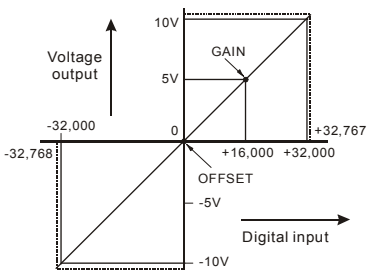 10V
Voltage
output
GAIN
5V
-32,000
0
+32,767
-32,768
+16,000 +32,000
OFFSET
-5V
Digital input
-10V